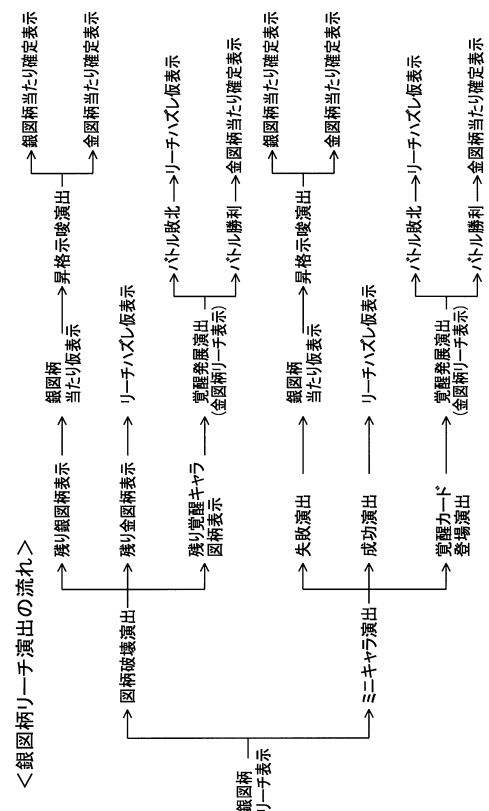 ＜銀図柄リーチ演出の流れ＞
銀図柄
リーチ表示
図柄破壊演出
残り銀図柄表示
銀図柄
当たり仮表示
昇格示唆演出
銀図柄当たり確定表示
金図柄当たり確定表示
残り金図柄表示
リーチハズレ仮表示
残り覚醒キャラ
図柄表示
覚醒発展演出
(金図柄リーチ表示)
バトル敗北
リーチハズレ仮表示
バトル勝利
金図柄当たり確定表示
ミニキャラ演出
失敗演出
銀図柄
当たり仮表示
昇格示唆演出
銀図柄当たり確定表示
金図柄当たり確定表示
成功演出
リーチハズレ仮表示
覚醒カード
登場演出
覚醒発展演出
(金図柄リーチ表示)
バトル敗北
リーチハズレ仮表示
バトル勝利
金図柄当たり確定表示